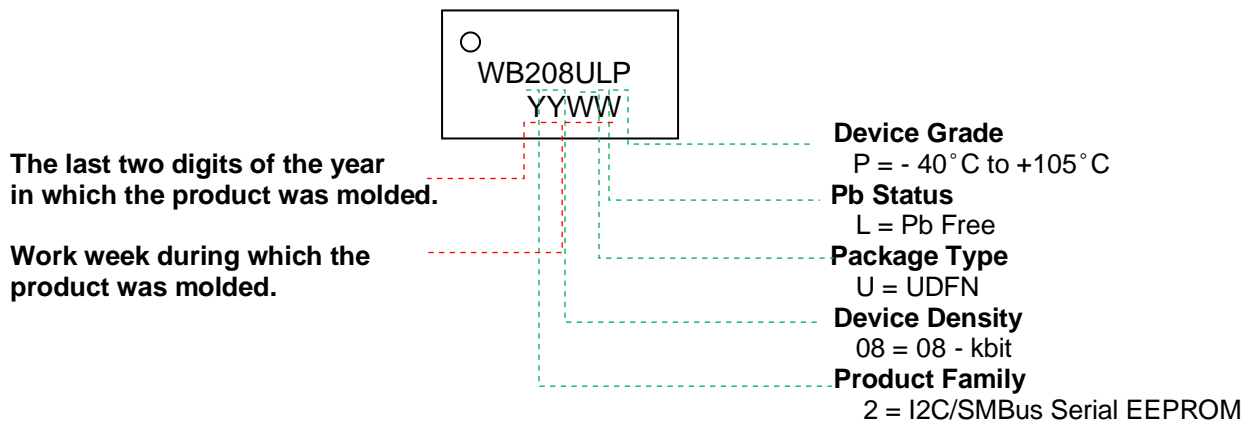 WB208ULP
YYWW
The last two digits of the year
in which the product was molded.
Work week during which the
product was molded.
Device Grade
P = - 40°C to +105°C
Pb Status
L = Pb Free
Package Type
U = UDFN
Device Density
08 = 08 - kbit
Product Family
2 = I2C/SMBus Serial EEPROM